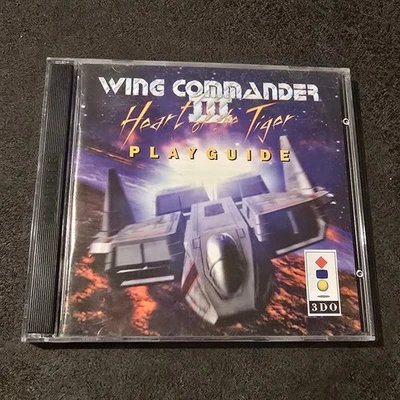 WING COMMANDER
III
Heart of the Tiger
PLAYGUIDE
3DO